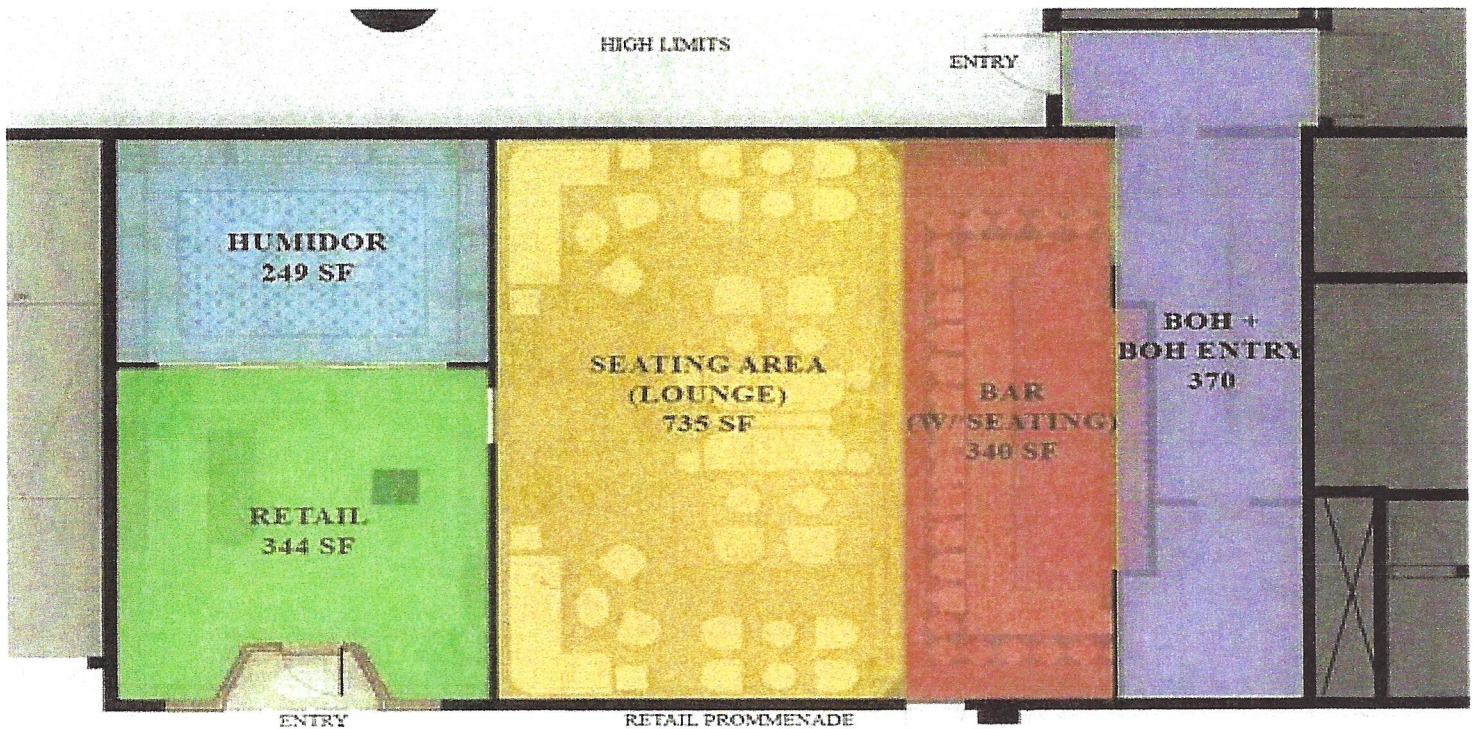 HIGH LIMITS
ENTRY
HUMIDOR
249 SF
SEATING AREA
(LOUNGE)
735 SF
BAR
(W/ SEATING)
340 SF
BOH +
BOH ENTRY
370
RETAIL
344 SF
ENTRY
RETAIL PROMMENADE